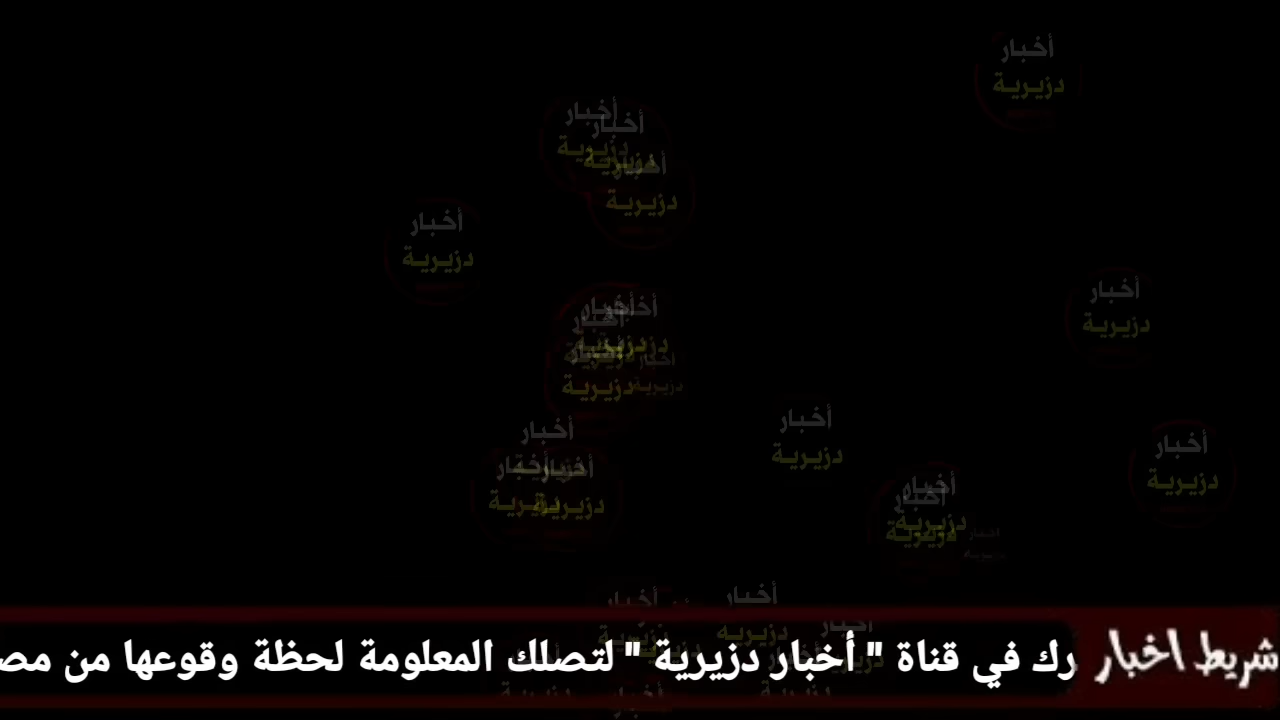 أخبار
دزيرية
أخبار
دزيرية
أخبار
دزيرية
أخبار
دزيرية
أخبار
دزيرية
أخبار
دزيرية
أخبار
دزيرية
أخبار
دزيرية
شريط اخبار
رك في قناة " أخبار دزيرية " لتصلك المعلومة لحظة وقوعها من